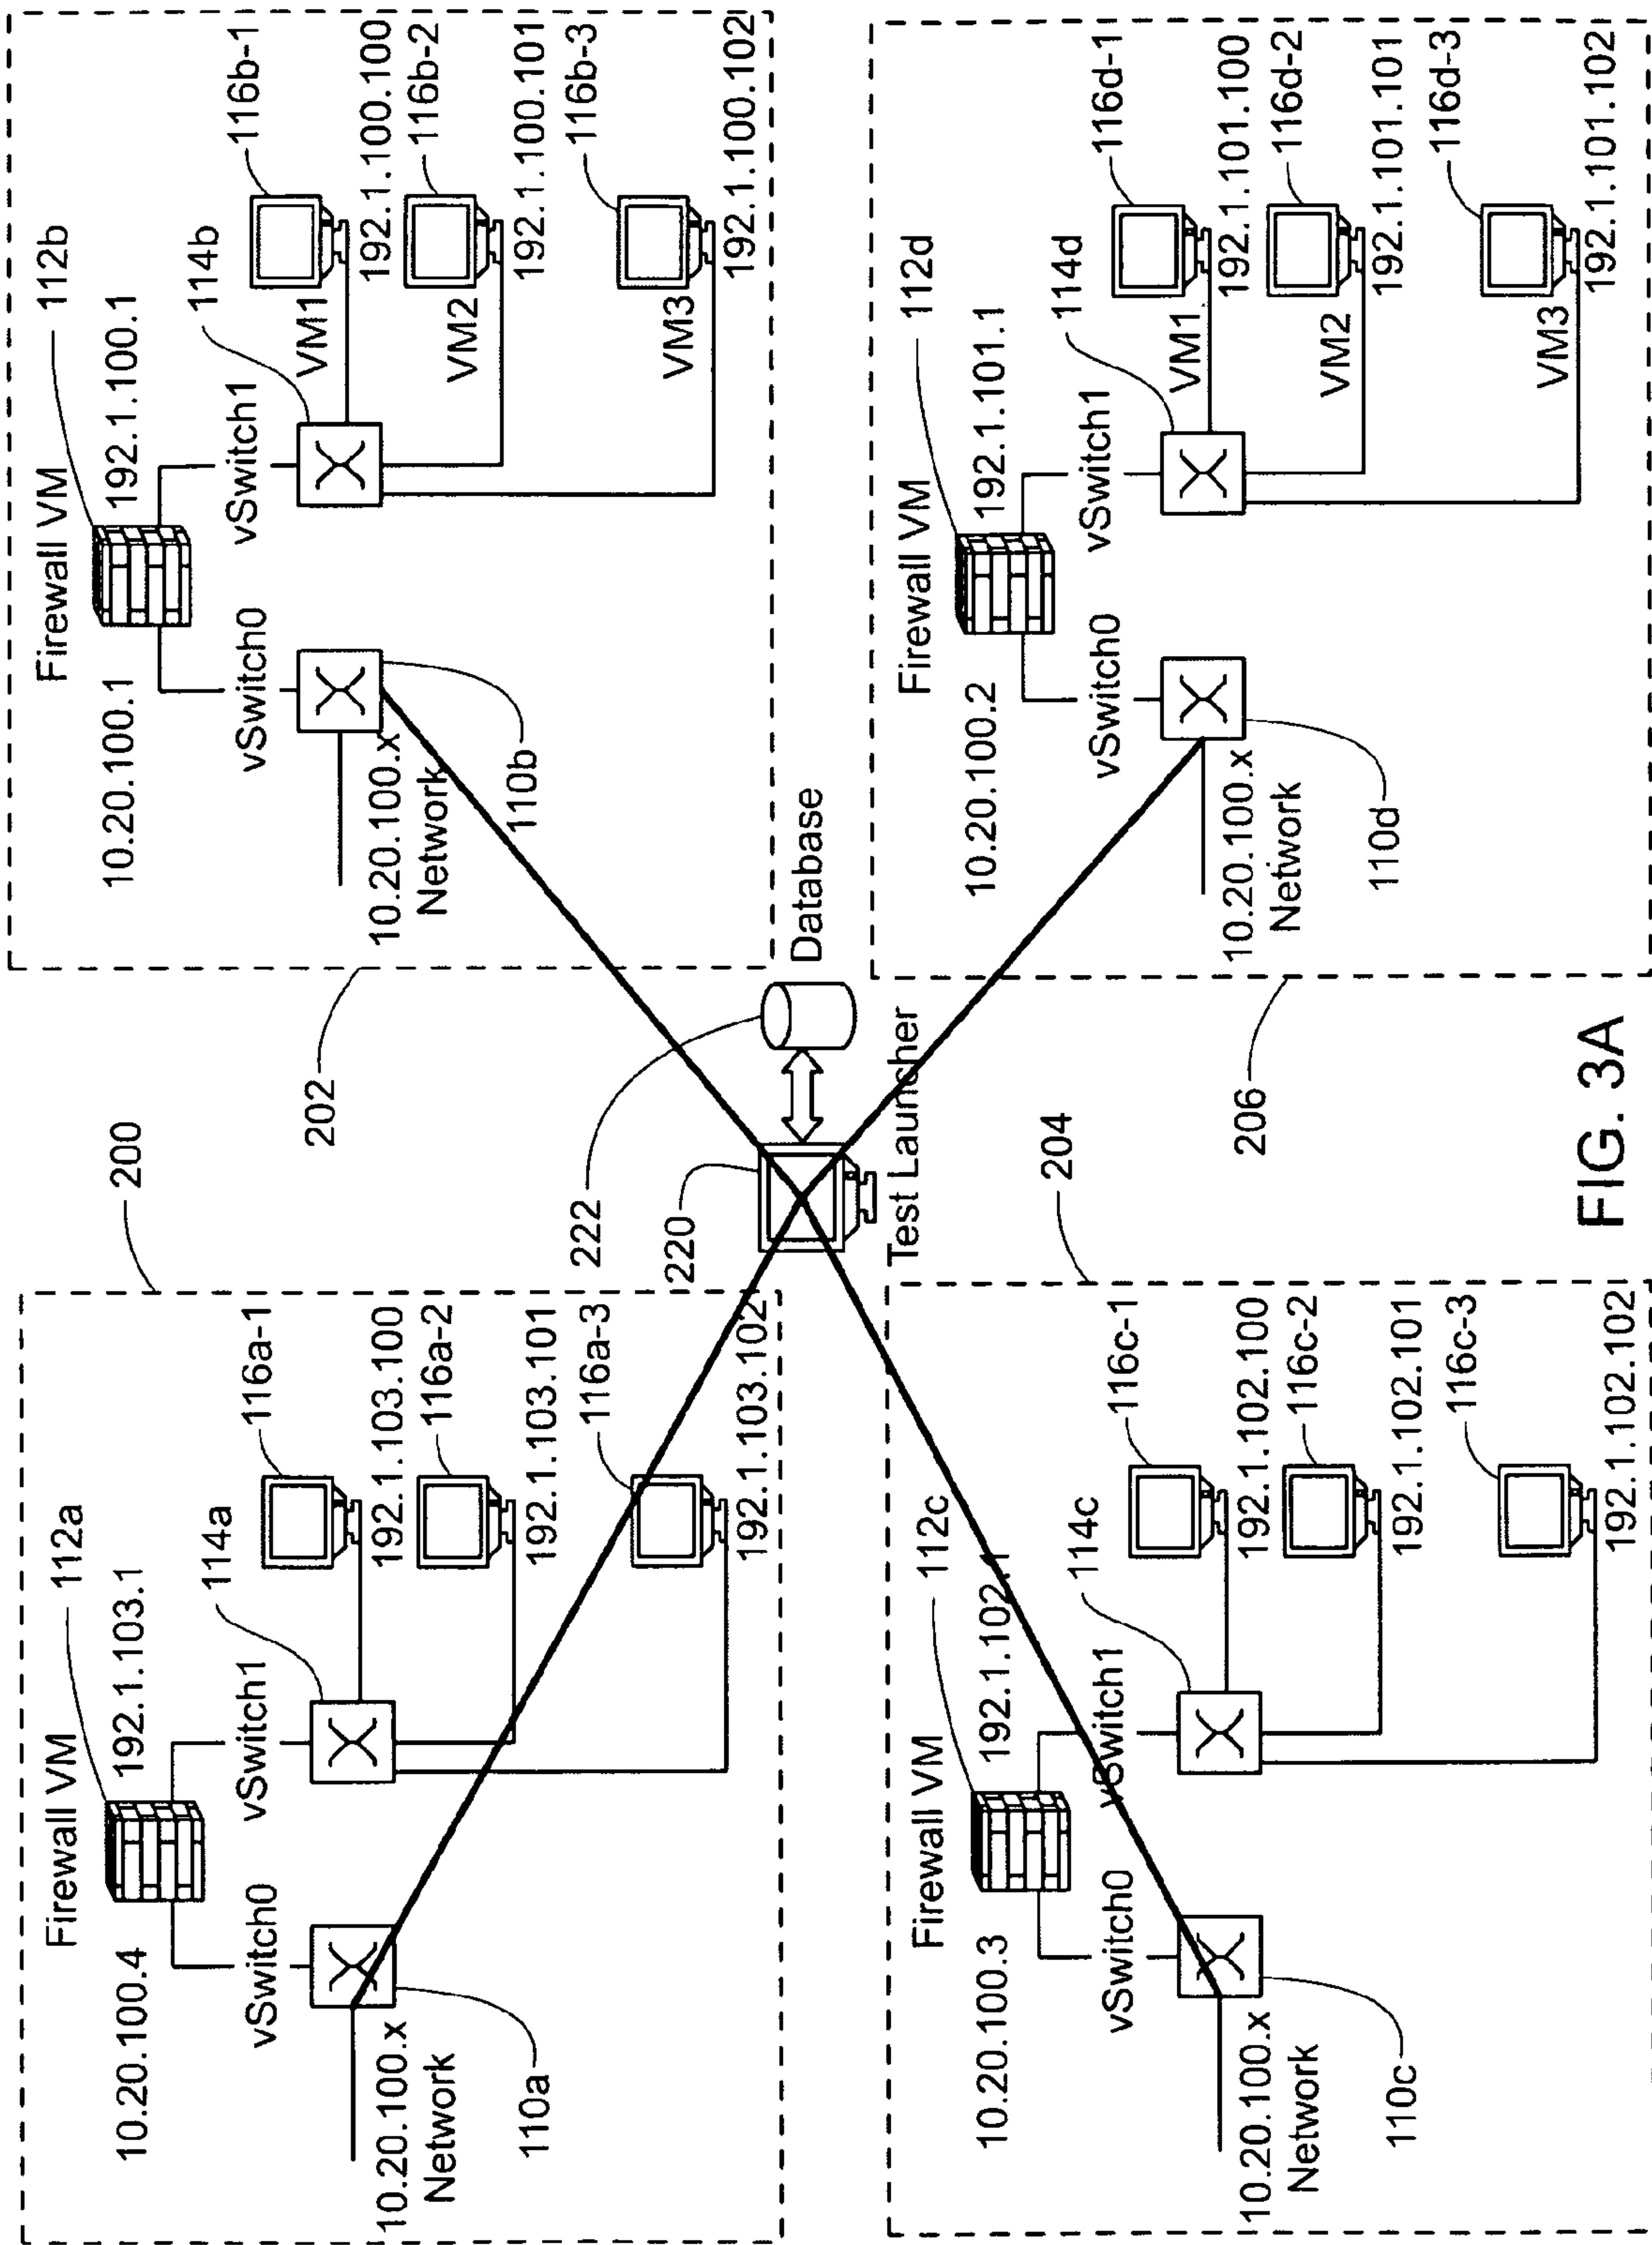 200
Firewall VM
112a
10.20.100.4
192.1.103.1
vSwitch0
vSwitch1
114a
116a-1
192.1.103.100
116a-2
192.1.103.101
116a-3
192.1.103.102
10.20.100.x
Network
110a
202
Firewall VM
112b
10.20.100.1
192.1.100.1
vSwitch0
vSwitch1
114b
VM1
116b-1
192.1.100.100
VM2
116b-2
192.1.100.101
VM3
116b-3
192.1.100.102
10.20.100.x
Network
110b
222
220
Database
Test Launcher
204
Firewall VM
112c
10.20.100.3
192.1.102.1
vSwitch0
vSwitch1
114c
116c-1
192.1.102.100
116c-2
192.1.102.101
116c-3
192.1.102.102
10.20.100.x
Network
110c
206
Firewall VM
112d
10.20.100.2
192.1.101.1
vSwitch0
vSwitch1
114d
VM1
116d-1
192.1.101.100
VM2
116d-2
192.1.101.101
VM3
116d-3
192.1.101.102
10.20.100.x
Network
110d
FIG. 3A